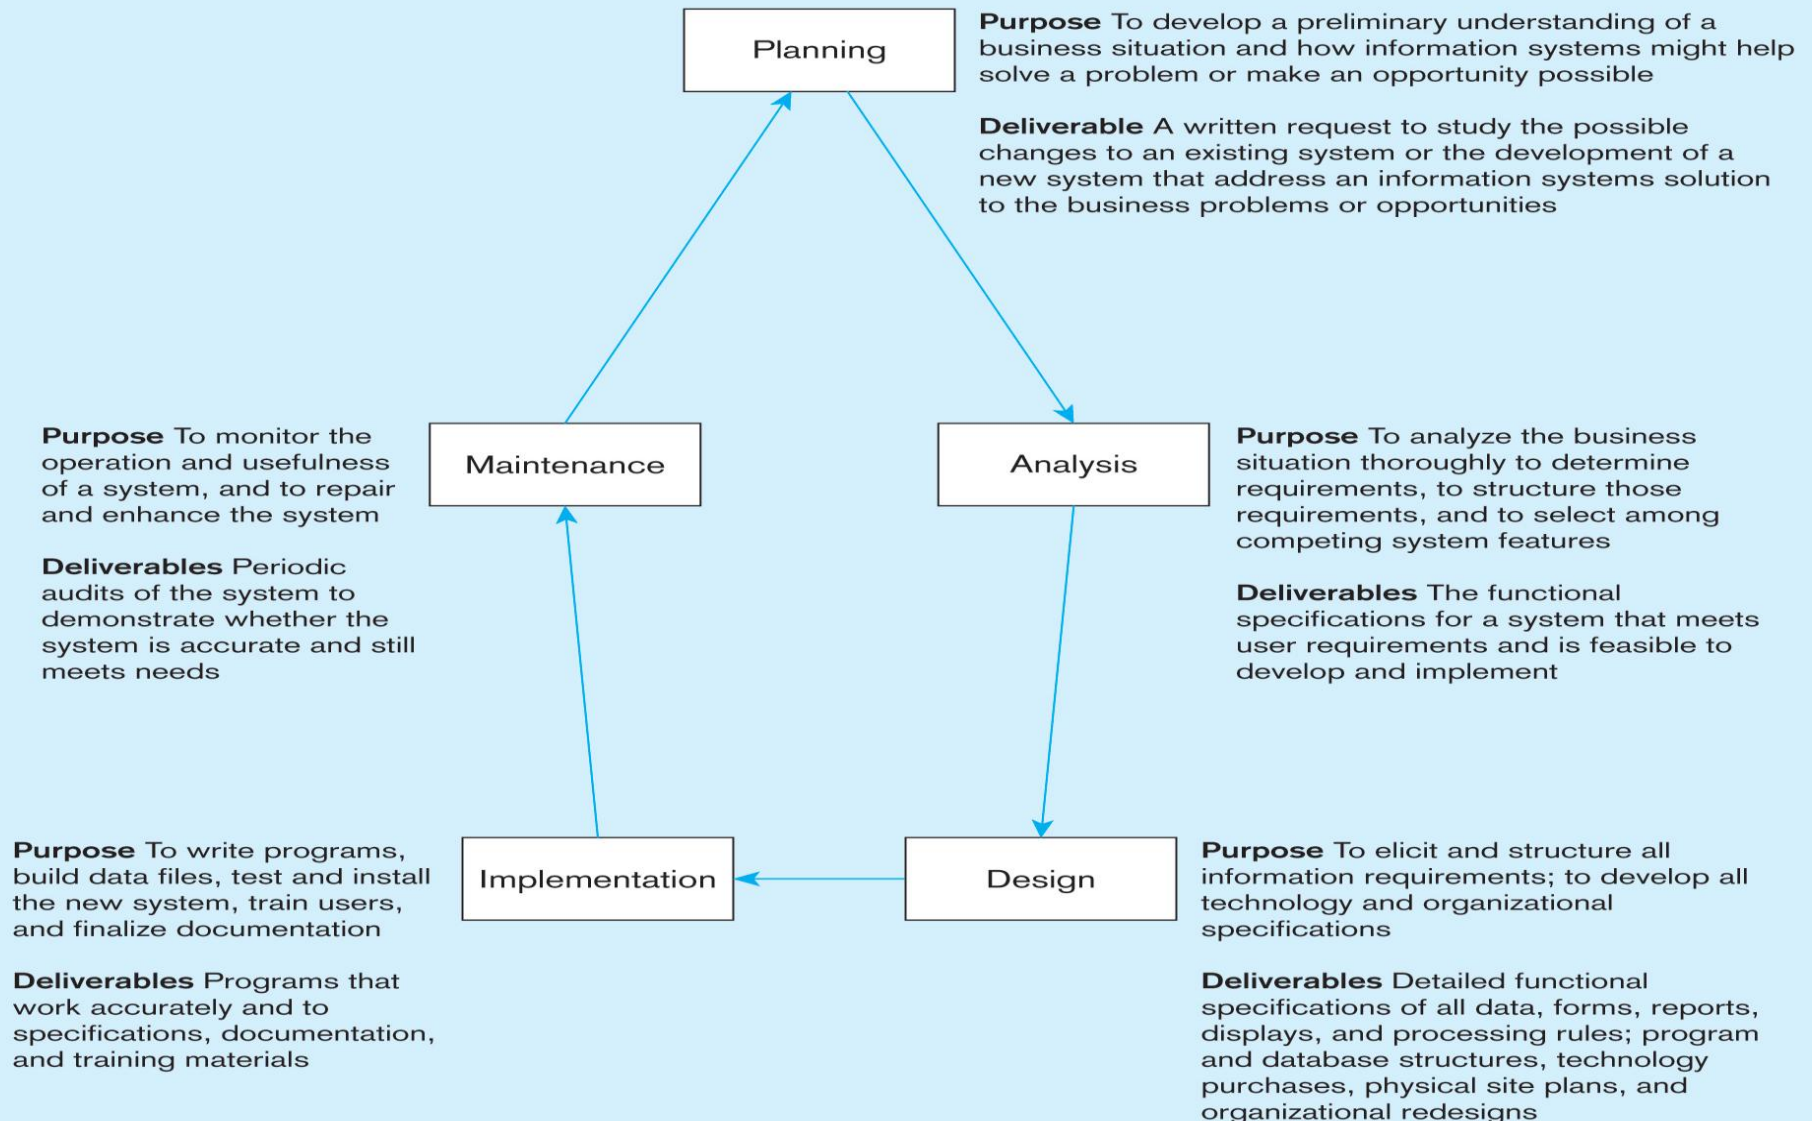 Planning
Purpose To develop a preliminary understanding of a
business situation and how information systems might help
solve a problem or make an opportunity possible
Deliverable A written request to study the possible
changes to an existing system or the development of a
new system that address an information systems solution
to the business problems or opportunities
Purpose To monitor the
operation and usefulness
of a system, and to repair
and enhance the system
Deliverables Periodic
audits of the system to
demonstrate whether the
system is accurate and still
meets needs
Maintenance
Analysis
Purpose To analyze the business
situation thoroughly to determine
requirements, to structure those
requirements, and to select among
competing system features
Deliverables The functional
specifications for a system that meets
user requirements and is feasible to
develop and implement
Purpose To write programs,
build data files, test and install
the new system, train users,
and finalize documentation
Deliverables Programs that
work accurately and to
specifications, documentation,
and training materials
Implementation
Design
Purpose To elicit and structure all
information requirements; to develop all
technology and organizational
specifications
Deliverables Detailed functional
specifications of all data, forms, reports,
displays, and processing rules; program
and database structures, technology
purchases, physical site plans, and
organizational redesigns